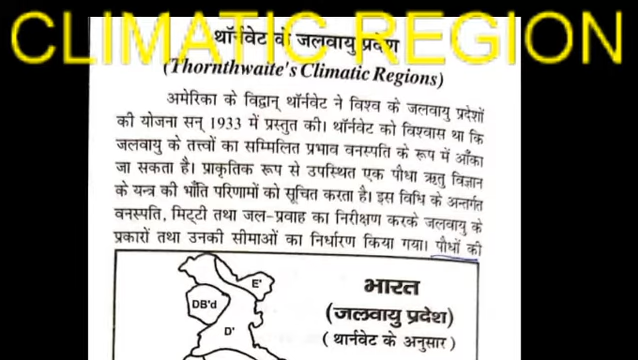 CLIMATIC REGION
थॉर्नवेट के जलवायु प्रदेश
(Thornthwaite's Climatic Regions)
अमेरिका के विद्वान् थॉर्नवेट ने विश्व के जलवायु प्रदेशों
की योजना सन् 1933 में प्रस्तुत की। थॉर्नवेट को विश्वास था कि
जलवायु के तत्त्वों का सम्मिलित प्रभाव वनस्पति के रूप में आँका
जा सकता है। प्राकृतिक रूप से उपस्थित एक पौधा ऋतु विज्ञान
के यन्त्र की भाँति परिणामों को सूचित करता है। इस विधि के अन्तर्गत
वनस्पति, मिट्टी तथा जल-प्रवाह का निरीक्षण करके जलवायु के
प्रकारों तथा उनकी सीमाओं का निर्धारण किया गया। पौधों की
E'
भारत
DB'd
(जलवायु प्रदेश)
D'
(थार्नवेट के अनुसार)